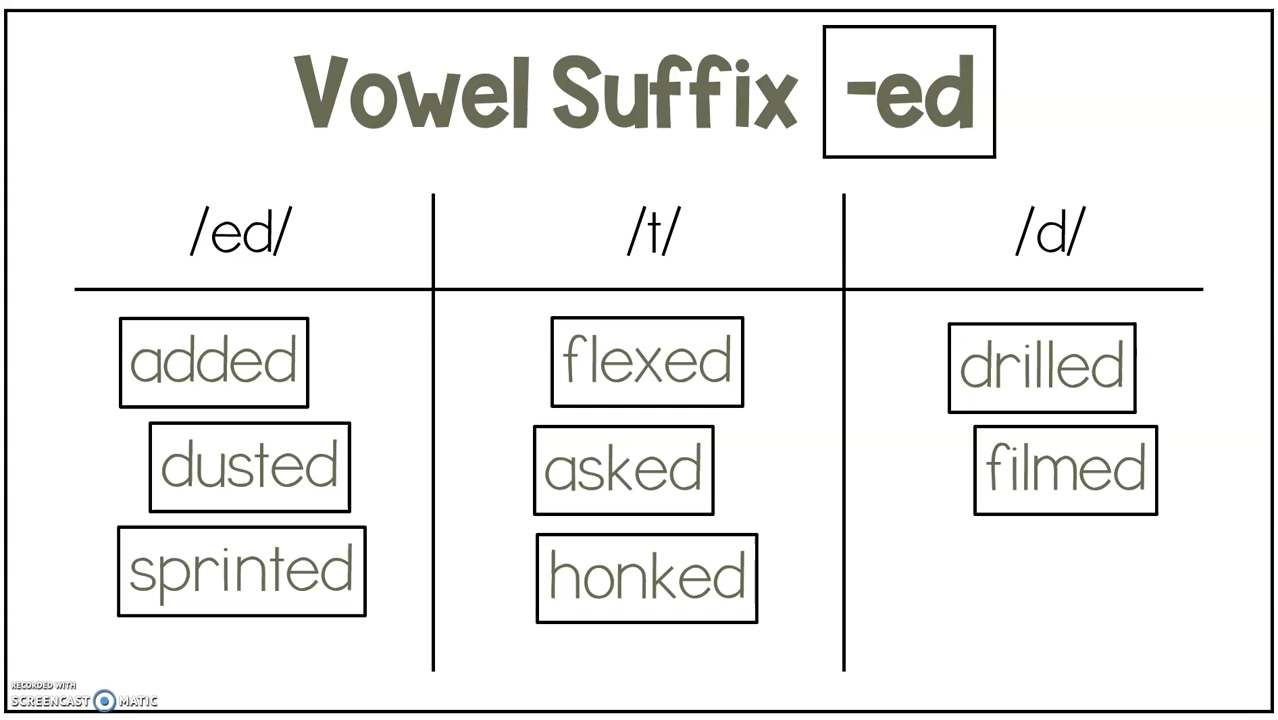 Vowel Suffix -ed
/ed/ /t/ /d/
added flexed drilled
dusted asked filmed
sprinted honked
RECORDED WITH
SCREENCAST MATIC